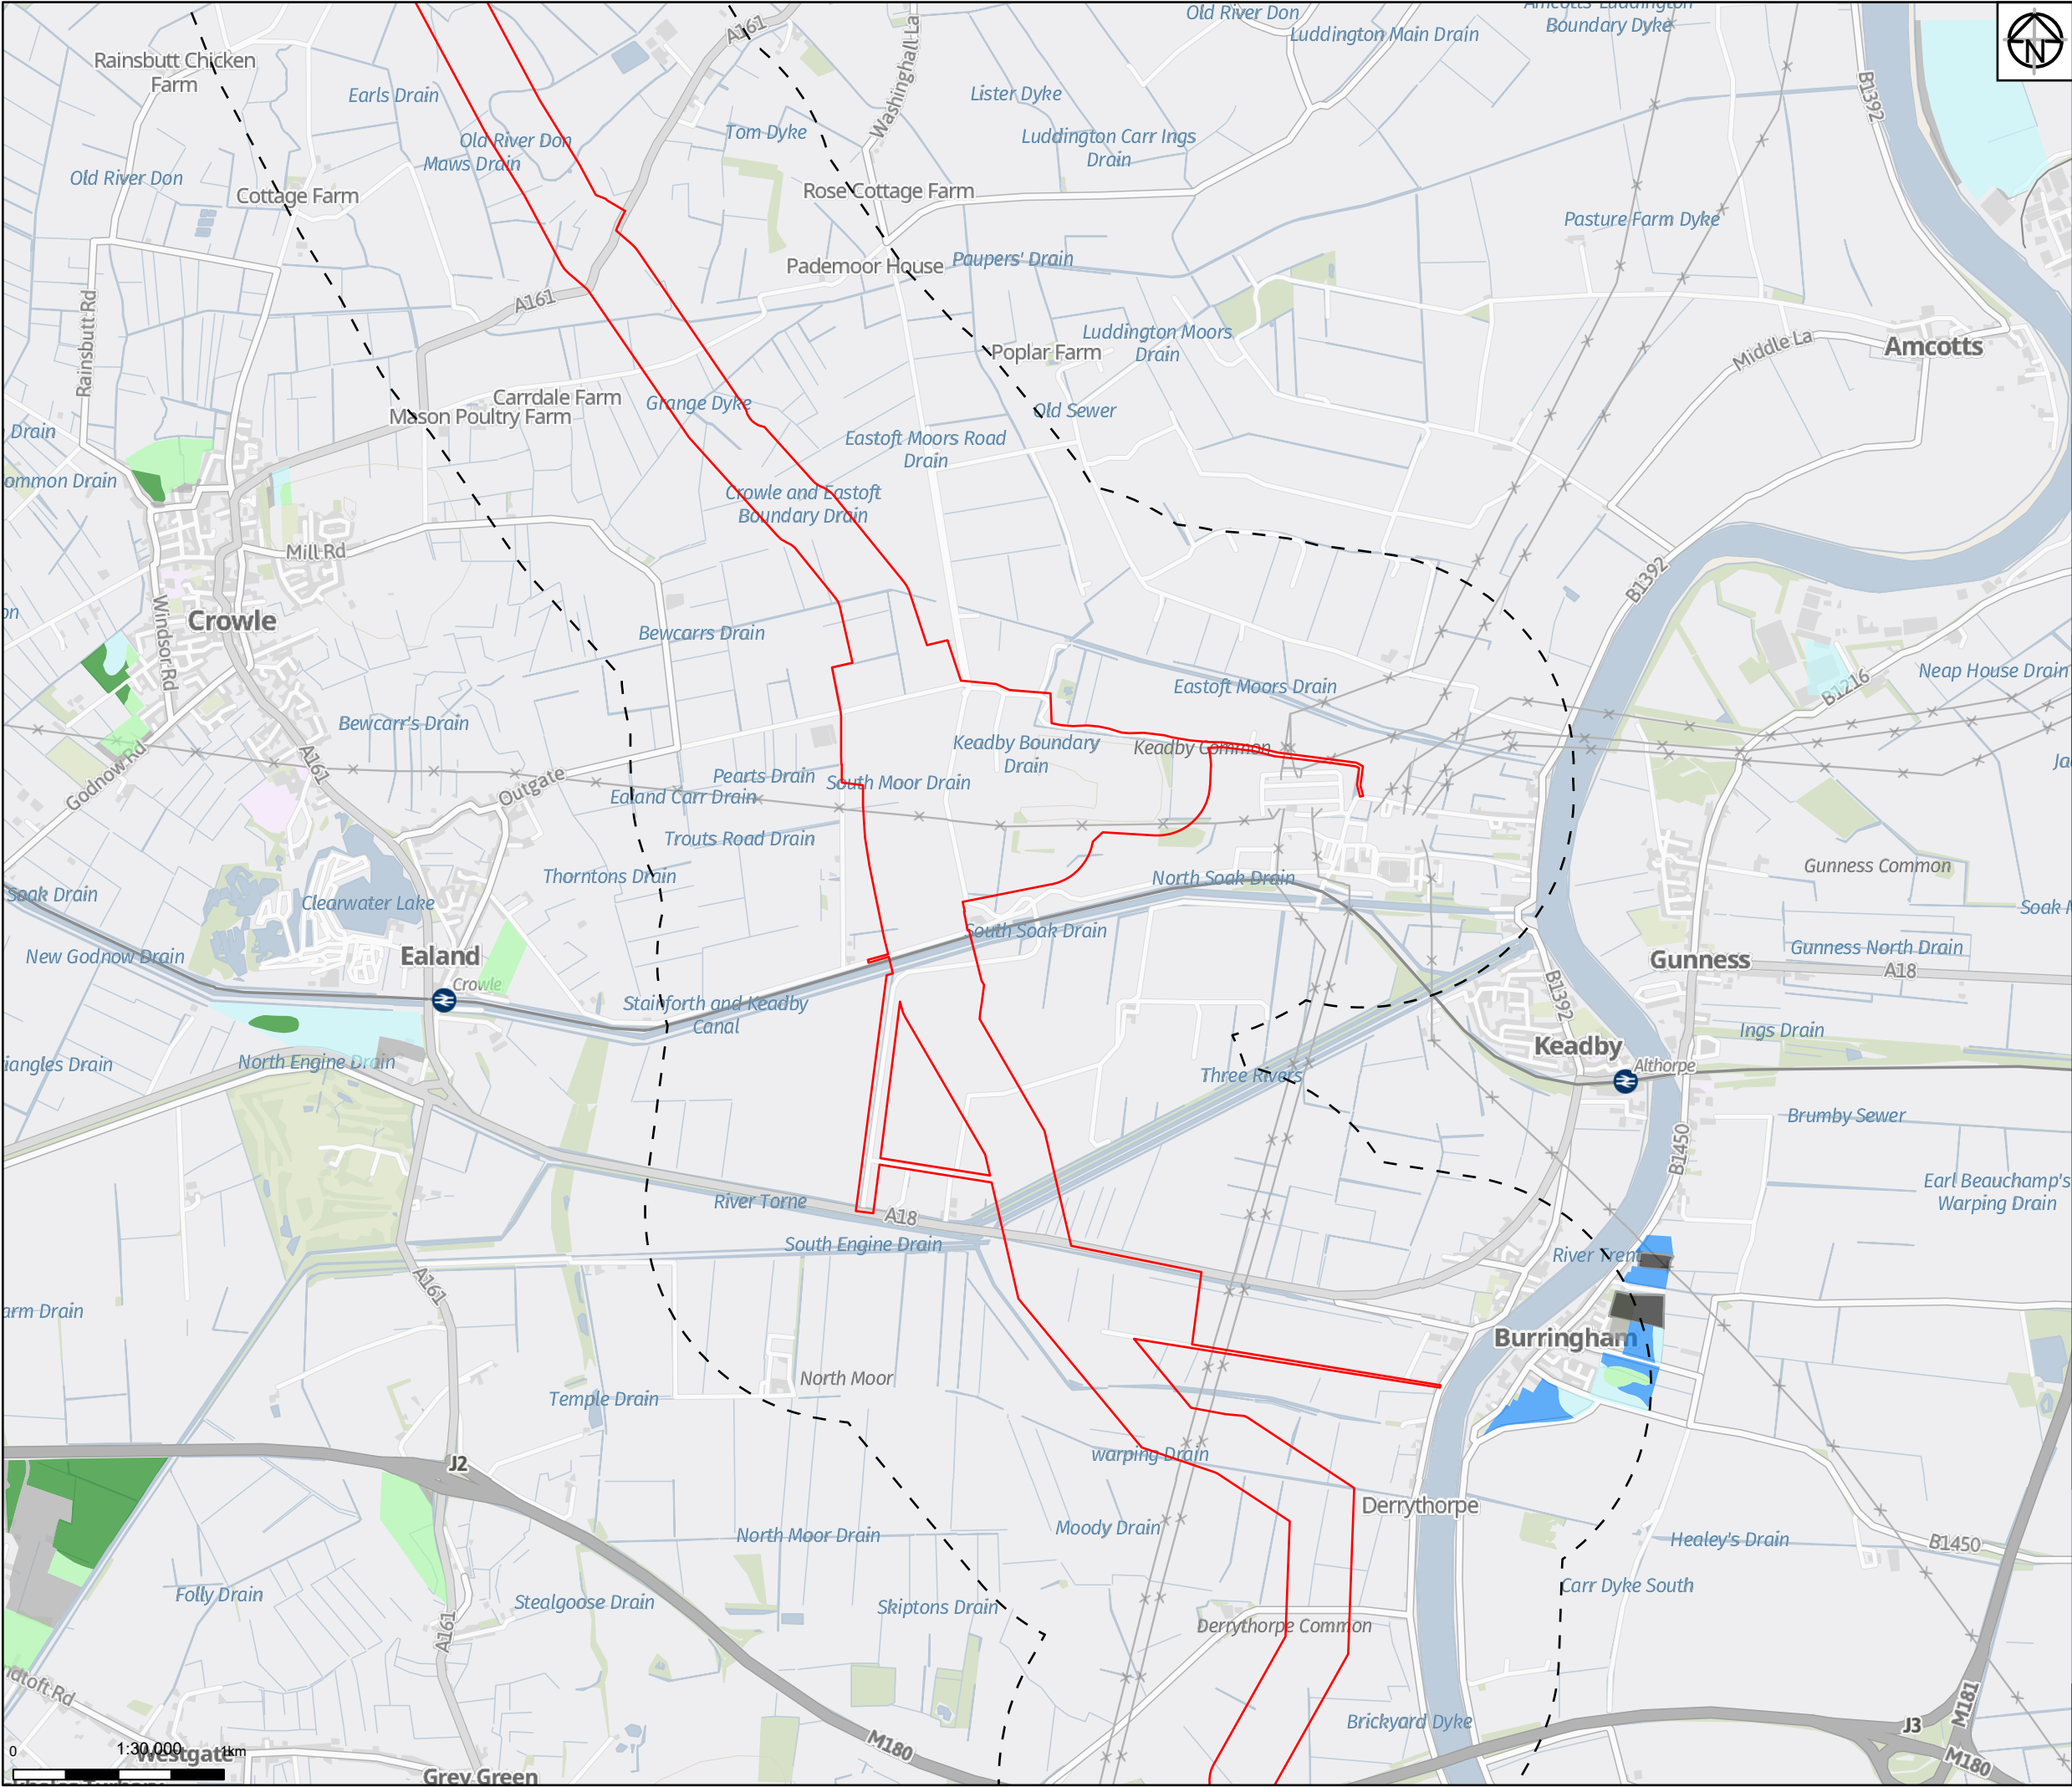 Old River Don
Boundary Dyke
Luddington Main Drain
A161
Washinghall La
N
Rainsbutt Chicken
Farm
Earls Drain
Lister Dyke
B1392
Old River Don
Maws Drain
Tom Dyke
Luddington Carr Ings
Drain
Old River Don
Cottage Farm
Rose Cottage Farm
Pasture Farm Dyke
Pademoor House
Paupers' Drain
A161
Rainsbutt Rd
Luddington Moors
Drain
Poplar Farm
Middle La
Amcotts
Carrdale Farm
Mason Poultry Farm
Grange Dyke
Old Sewer
Drain
Eastoft Moors Road
Drain
ommon Drain
Crowle and Eastoft
Boundary Drain
Mill Rd
B1392
Crowle
Windsor Rd
on
Bewcarrs Drain
Eastoft Moors Drain
Neap House Drain
B1216
Bewcarr's Drain
Keadby Boundary
Drain
Keadby Common
A161
Godnow Rd
Outgate
Pearts Drain
Ealand Carr Drain
South Moor Drain
Trouts Road Drain
Gunness Common
Thorntons Drain
North Soak Drain
Soak Drain
Clearwater Lake
South Soak Drain
New Godnow Drain
Ealand
Crowle
Gunness
Gunness North Drain
A18
B1392
Stainforth and Keadby
Canal
Ings Drain
iangles Drain
North Engine Drain
Keadby
Althorpe
Three Rivers
Brumby Sewer
B1450
River Torne
A18
Earl Beauchamp's
Warping Drain
South Engine Drain
River Trent
A161
arm Drain
Burringham
North Moor
Temple Drain
J2
warping Drain
Derrythorpe
North Moor Drain
Moody Drain
Healey's Drain
B1450
Folly Drain
Stealgoose Drain
Skiptons Drain
Carr Dyke South
A161
Derrythorpe Common
dtoft Rd
Brickyard Dyke
M181
J3
M180
M180
0
1:30,000
1km
Westgate
Grey Green